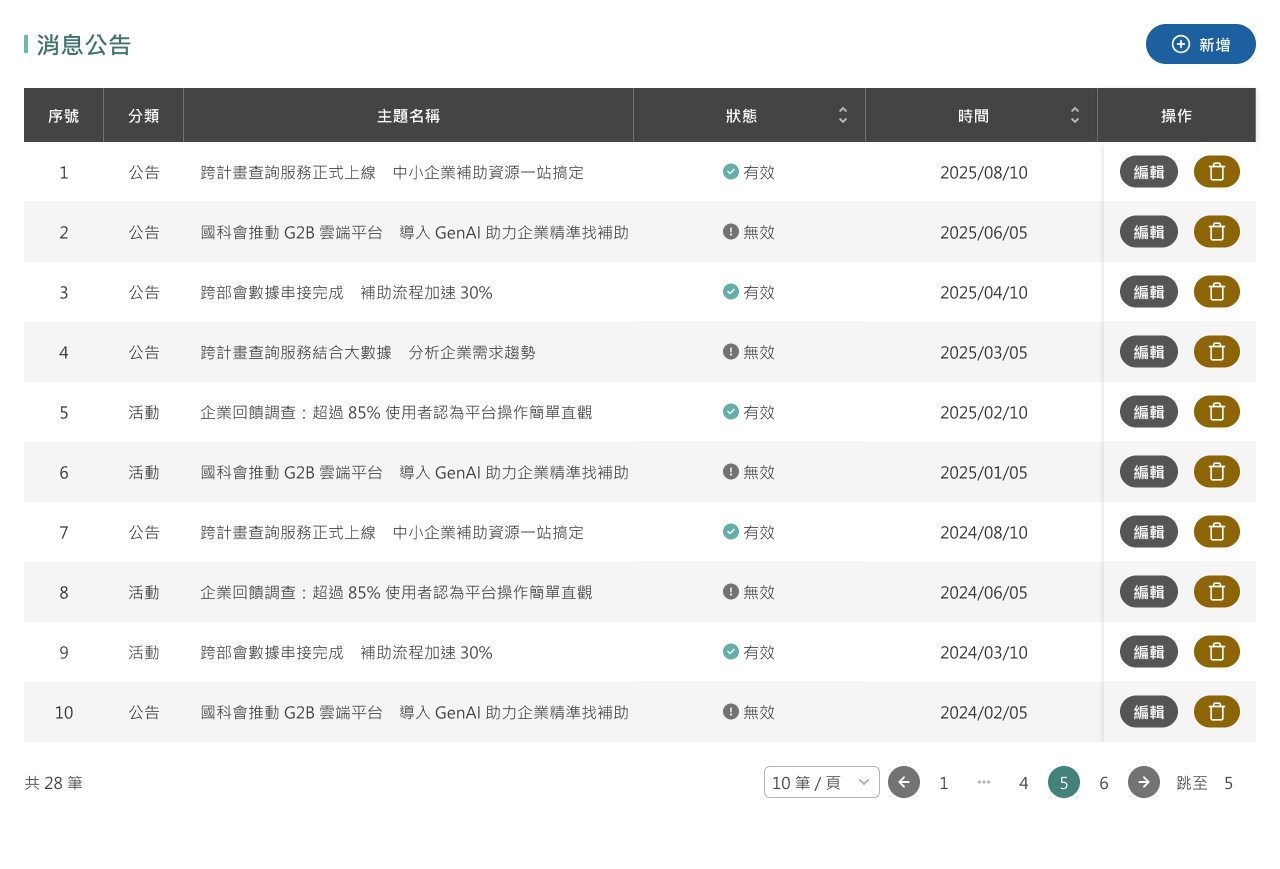 消息公告
新增
序號 分類 主題名稱 狀態 時間 操作
1 公告 跨計畫查詢服務正式上線　中小企業補助資源一站搞定 有效 2025/08/10 編輯
2 公告 國科會推動 G2B 雲端平台　導入 GenAI 助力企業精準找補助 無效 2025/06/05 編輯
3 公告 跨部會數據串接完成　補助流程加速 30% 有效 2025/04/10 編輯
4 公告 跨計畫查詢服務結合大數據　分析企業需求趨勢 無效 2025/03/05 編輯
5 活動 企業回饋調查：超過 85% 使用者認為平台操作簡單直觀 有效 2025/02/10 編輯
6 活動 國科會推動 G2B 雲端平台　導入 GenAI 助力企業精準找補助 無效 2025/01/05 編輯
7 公告 跨計畫查詢服務正式上線　中小企業補助資源一站搞定 有效 2024/08/10 編輯
8 活動 企業回饋調查：超過 85% 使用者認為平台操作簡單直觀 無效 2024/06/05 編輯
9 活動 跨部會數據串接完成　補助流程加速 30% 有效 2024/03/10 編輯
10 公告 國科會推動 G2B 雲端平台　導入 GenAI 助力企業精準找補助 無效 2024/02/05 編輯
共 28 筆 10 筆 / 頁 1 ••• 4 5 6 跳至 5